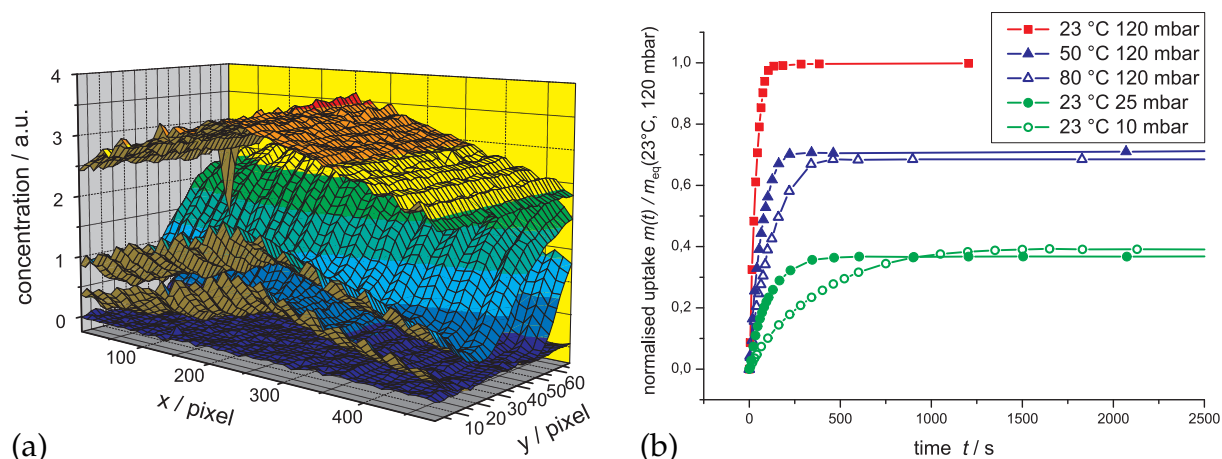 4
3
2
1
0
concentration / a.u.
100
200
300
400
x / pixel
10
20
30
40
50
60
y / pixel
(a)
23 °C 120 mbar
50 °C 120 mbar
80 °C 120 mbar
23 °C 25 mbar
23 °C 10 mbar
1,0
0,8
0,6
0,4
0,2
0,0
normalised uptake m(t) / m_eq(23°C, 120 mbar)
0
500
1000
1500
2000
2500
time t / s
(b)